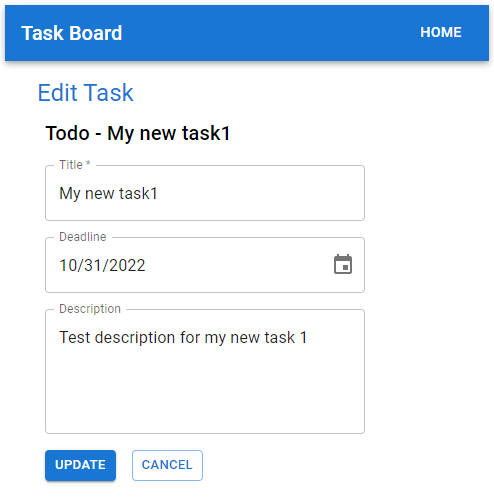 Task Board HOME
Edit Task
Todo - My new task1
Title *
My new task1
Deadline
10/31/2022
Description
Test description for my new task 1
UPDATE CANCEL